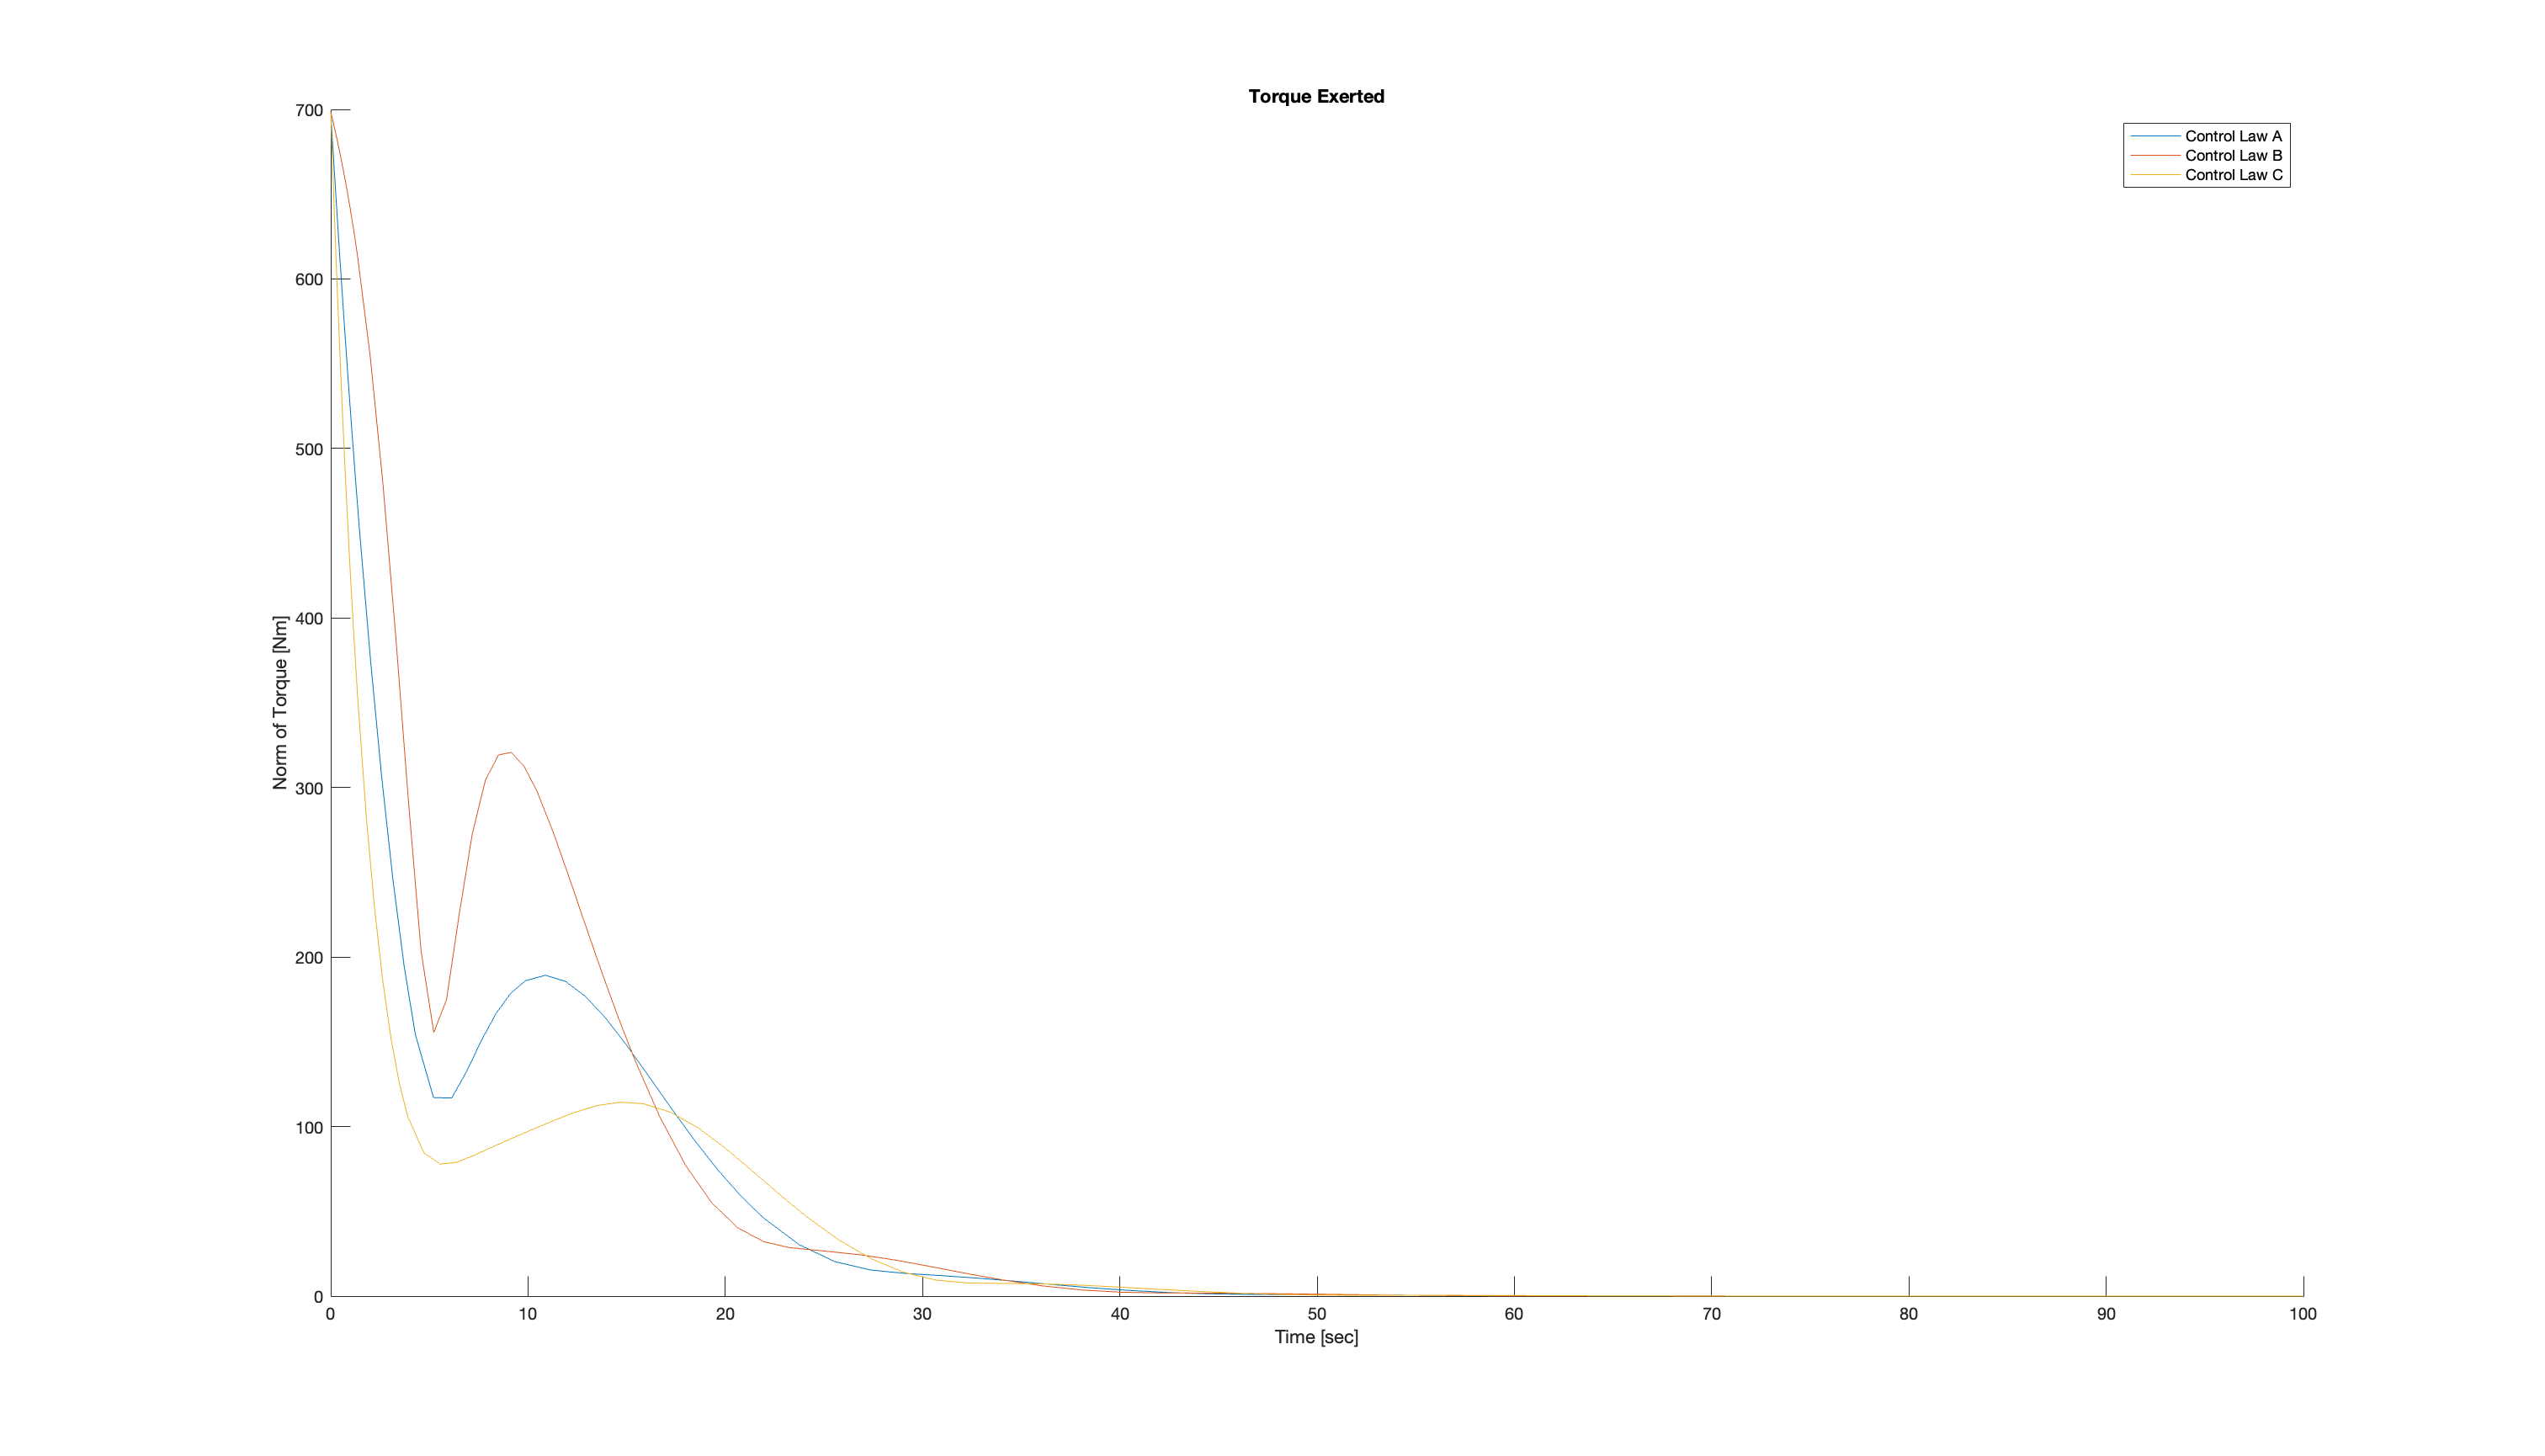 Torque Exerted
Control Law A
Control Law B
Control Law C
Norm of Torque [Nm]
700
600
500
400
300
200
100
0
0 10 20 30 40 50 60 70 80 90 100
Time [sec]